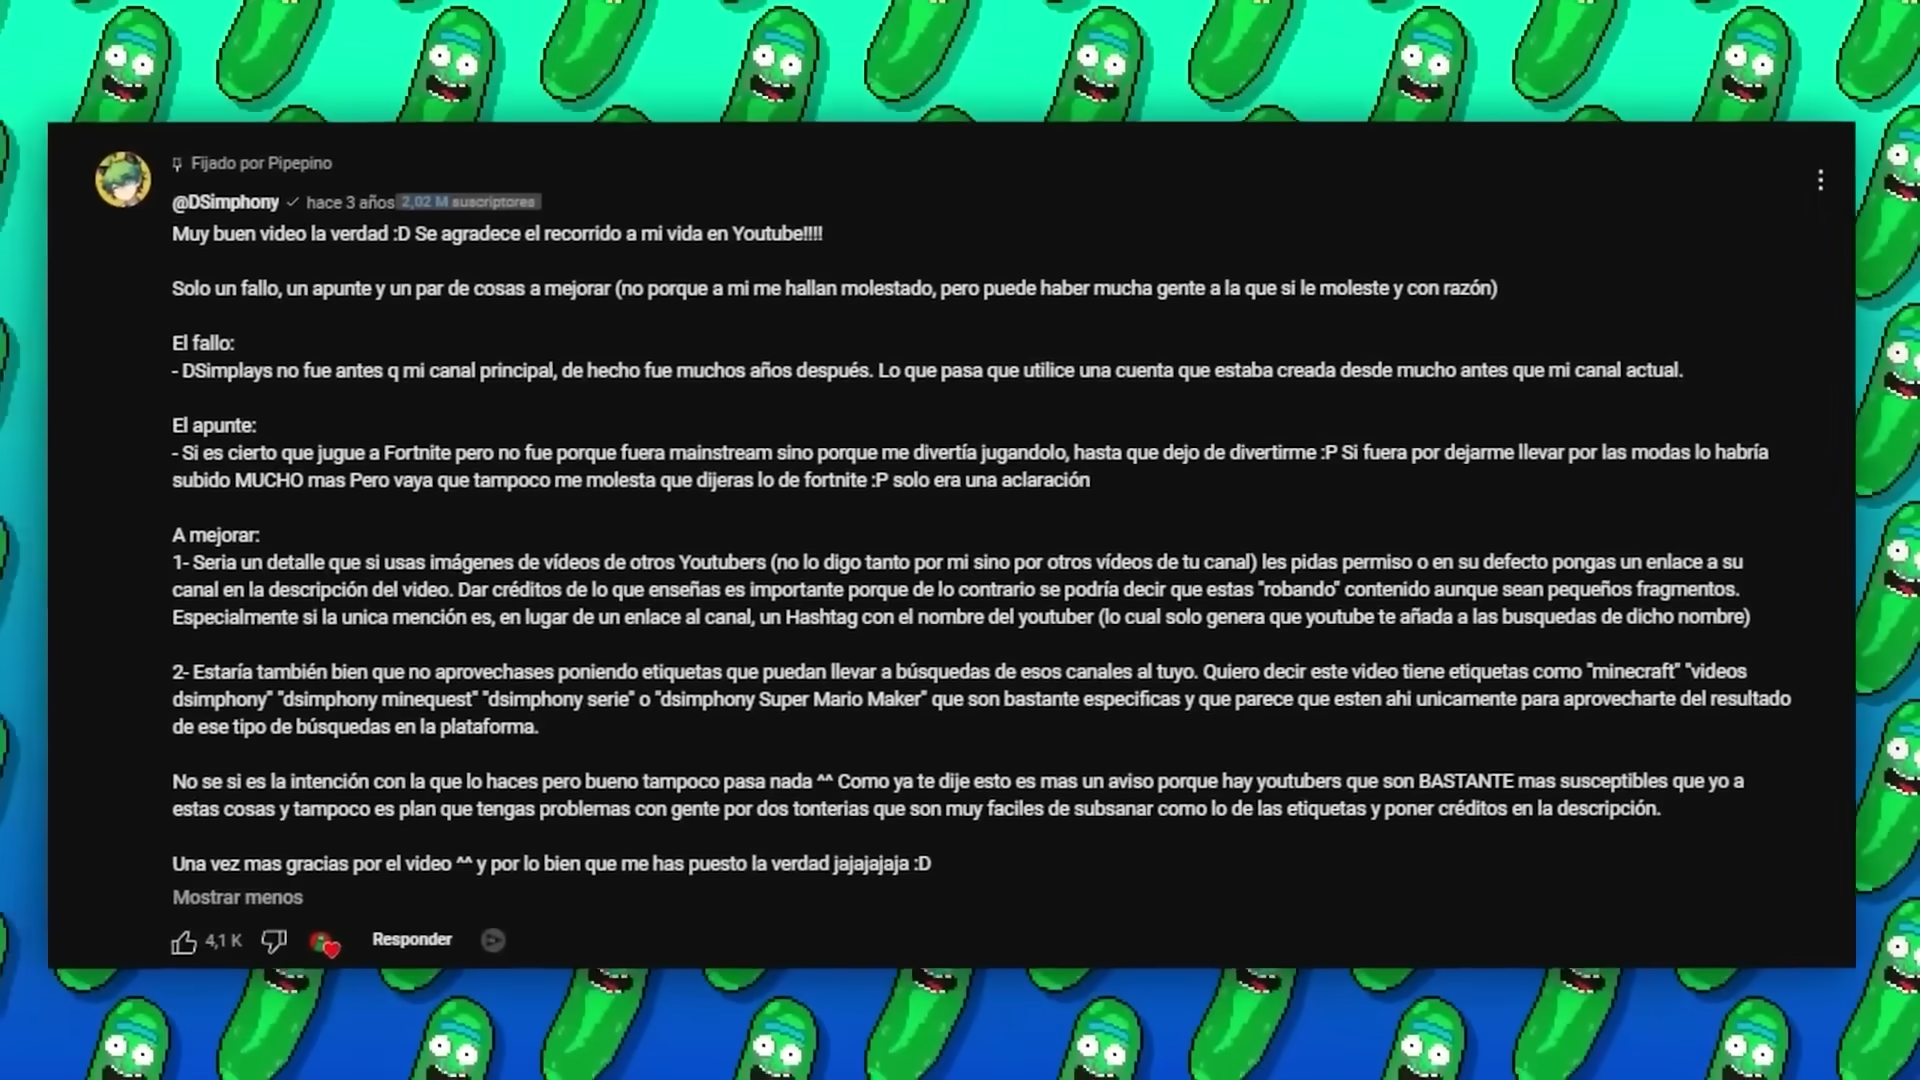 Fijado por Pipepino
@DSimphony hace 3 años 2,02 M suscriptores
Muy buen video la verdad :D Se agradece el recorrido a mi vida en Youtube!!!!
Solo un fallo, un apunte y un par de cosas a mejorar (no porque a mi me hallan molestado, pero puede haber mucha gente a la que si le moleste y con razón)
El fallo:
- DSimplays no fue antes q mi canal principal, de hecho fue muchos años después. Lo que pasa que utilice una cuenta que estaba creada desde mucho antes que mi canal actual.
El apunte:
- Si es cierto que jugue a Fortnite pero no fue porque fuera mainstream sino porque me divertía jugandolo, hasta que dejo de divertirme :P Si fuera por dejarme llevar por las modas lo habría
subido MUCHO mas Pero vaya que tampoco me molesta que dijeras lo de fortnite :P solo era una aclaración
A mejorar:
1- Seria un detalle que si usas imágenes de vídeos de otros Youtubers (no lo digo tanto por mi sino por otros vídeos de tu canal) les pidas permiso o en su defecto pongas un enlace a su
canal en la descripción del video. Dar créditos de lo que enseñas es importante porque de lo contrario se podría decir que estas "robando" contenido aunque sean pequeños fragmentos.
Especialmente si la unica mención es, en lugar de un enlace al canal, un Hashtag con el nombre del youtuber (lo cual solo genera que youtube te añada a las busquedas de dicho nombre)
2- Estaría también bien que no aprovechases poniendo etiquetas que puedan llevar a búsquedas de esos canales al tuyo. Quiero decir este video tiene etiquetas como "minecraft" "videos
dsimphony" "dsimphony minequest" "dsimphony serie" o "dsimphony Super Mario Maker" que son bastante especificas y que parece que esten ahi unicamente para aprovecharte del resultado
de ese tipo de búsquedas en la plataforma.
No se si es la intención con la que lo haces pero bueno tampoco pasa nada ^^ Como ya te dije esto es mas un aviso porque hay youtubers que son BASTANTE mas susceptibles que yo a
estas cosas y tampoco es plan que tengas problemas con gente por dos tonterias que son muy faciles de subsanar como lo de las etiquetas y poner créditos en la descripción.
Una vez mas gracias por el video ^^ y por lo bien que me has puesto la verdad jajajajaja :D
Mostrar menos
4,1 K Responder